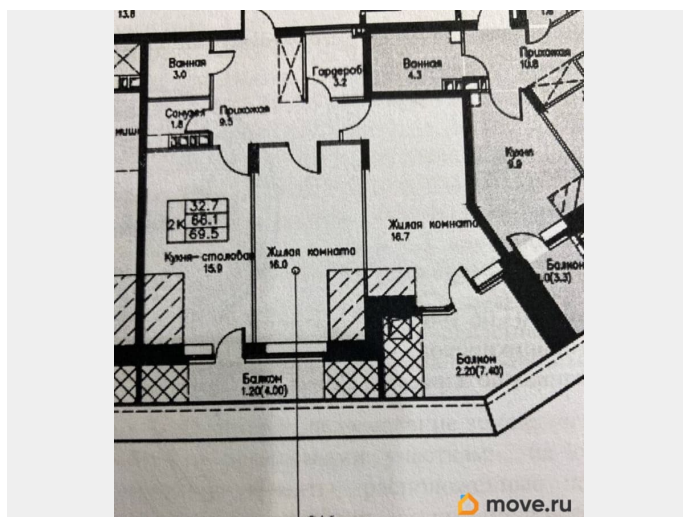 13.8
1.8
Ванная
3.0
Гардероб
3.2
Ванная
4.3
Прихожая
10.8
Санузел
1.8
Прихожая
9.5
Кухня
9.9
32.7
2К
66.1
69.5
Жилая комната
16.7
Кухня-столовая
15.9
Жилая комната
16.0
Балкон
1.0(3.3)
Балкон
1.20(4.00)
Балкон
2.20(7.40)
move.ru